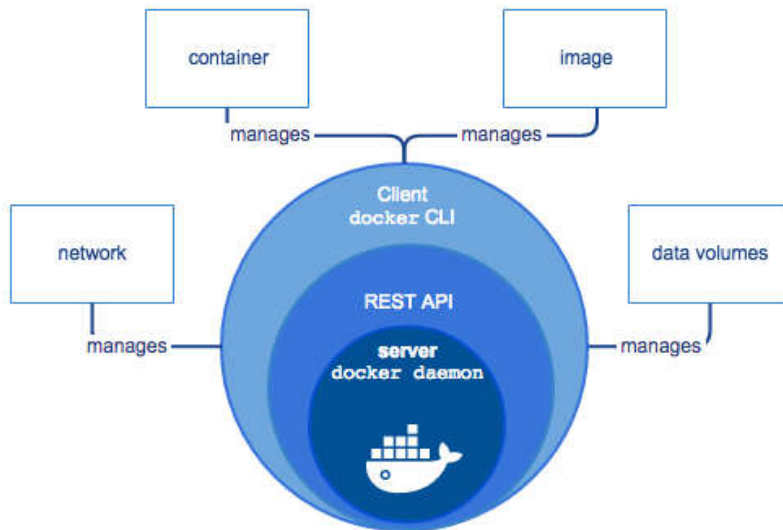 container
image
manages
manages
Client
docker CLI
network
data volumes
REST API
manages
server
manages
docker daemon